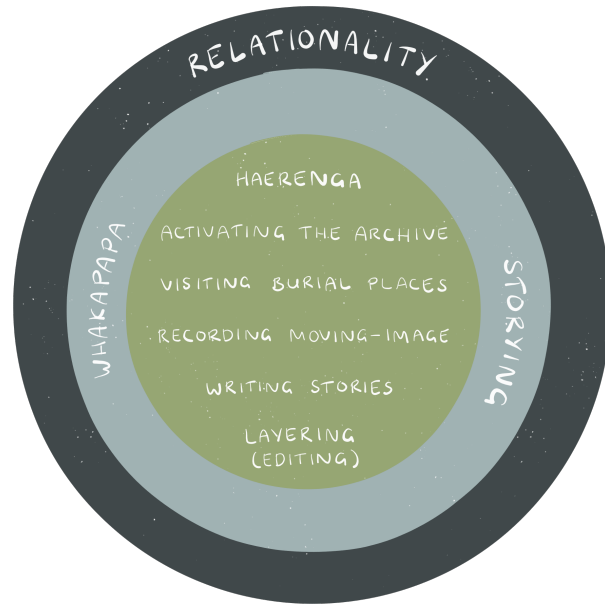 RELATIONALITY
WHAKAPAPA
STORYING
HAERENGA
ACTIVATING THE ARCHIVE
VISITING BURIAL PLACES
RECORDING MOVING-IMAGE
WRITING STORIES
LAYERING
(EDITING)